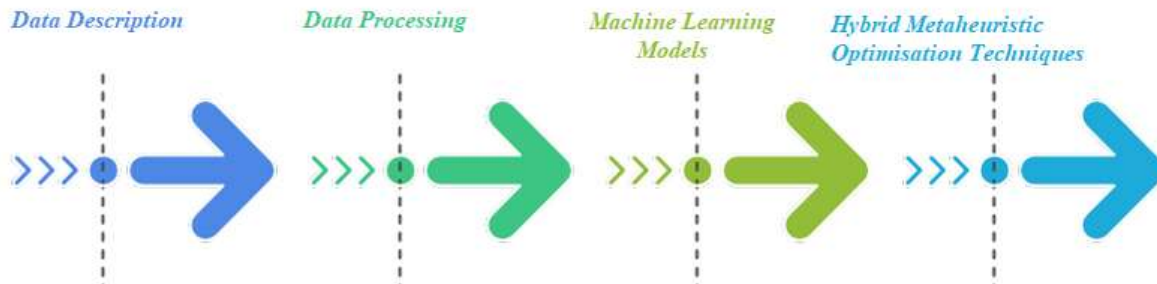 Data Description
Data Processing
Machine Learning
Models
Hybrid Metaheuristic
Optimisation Techniques